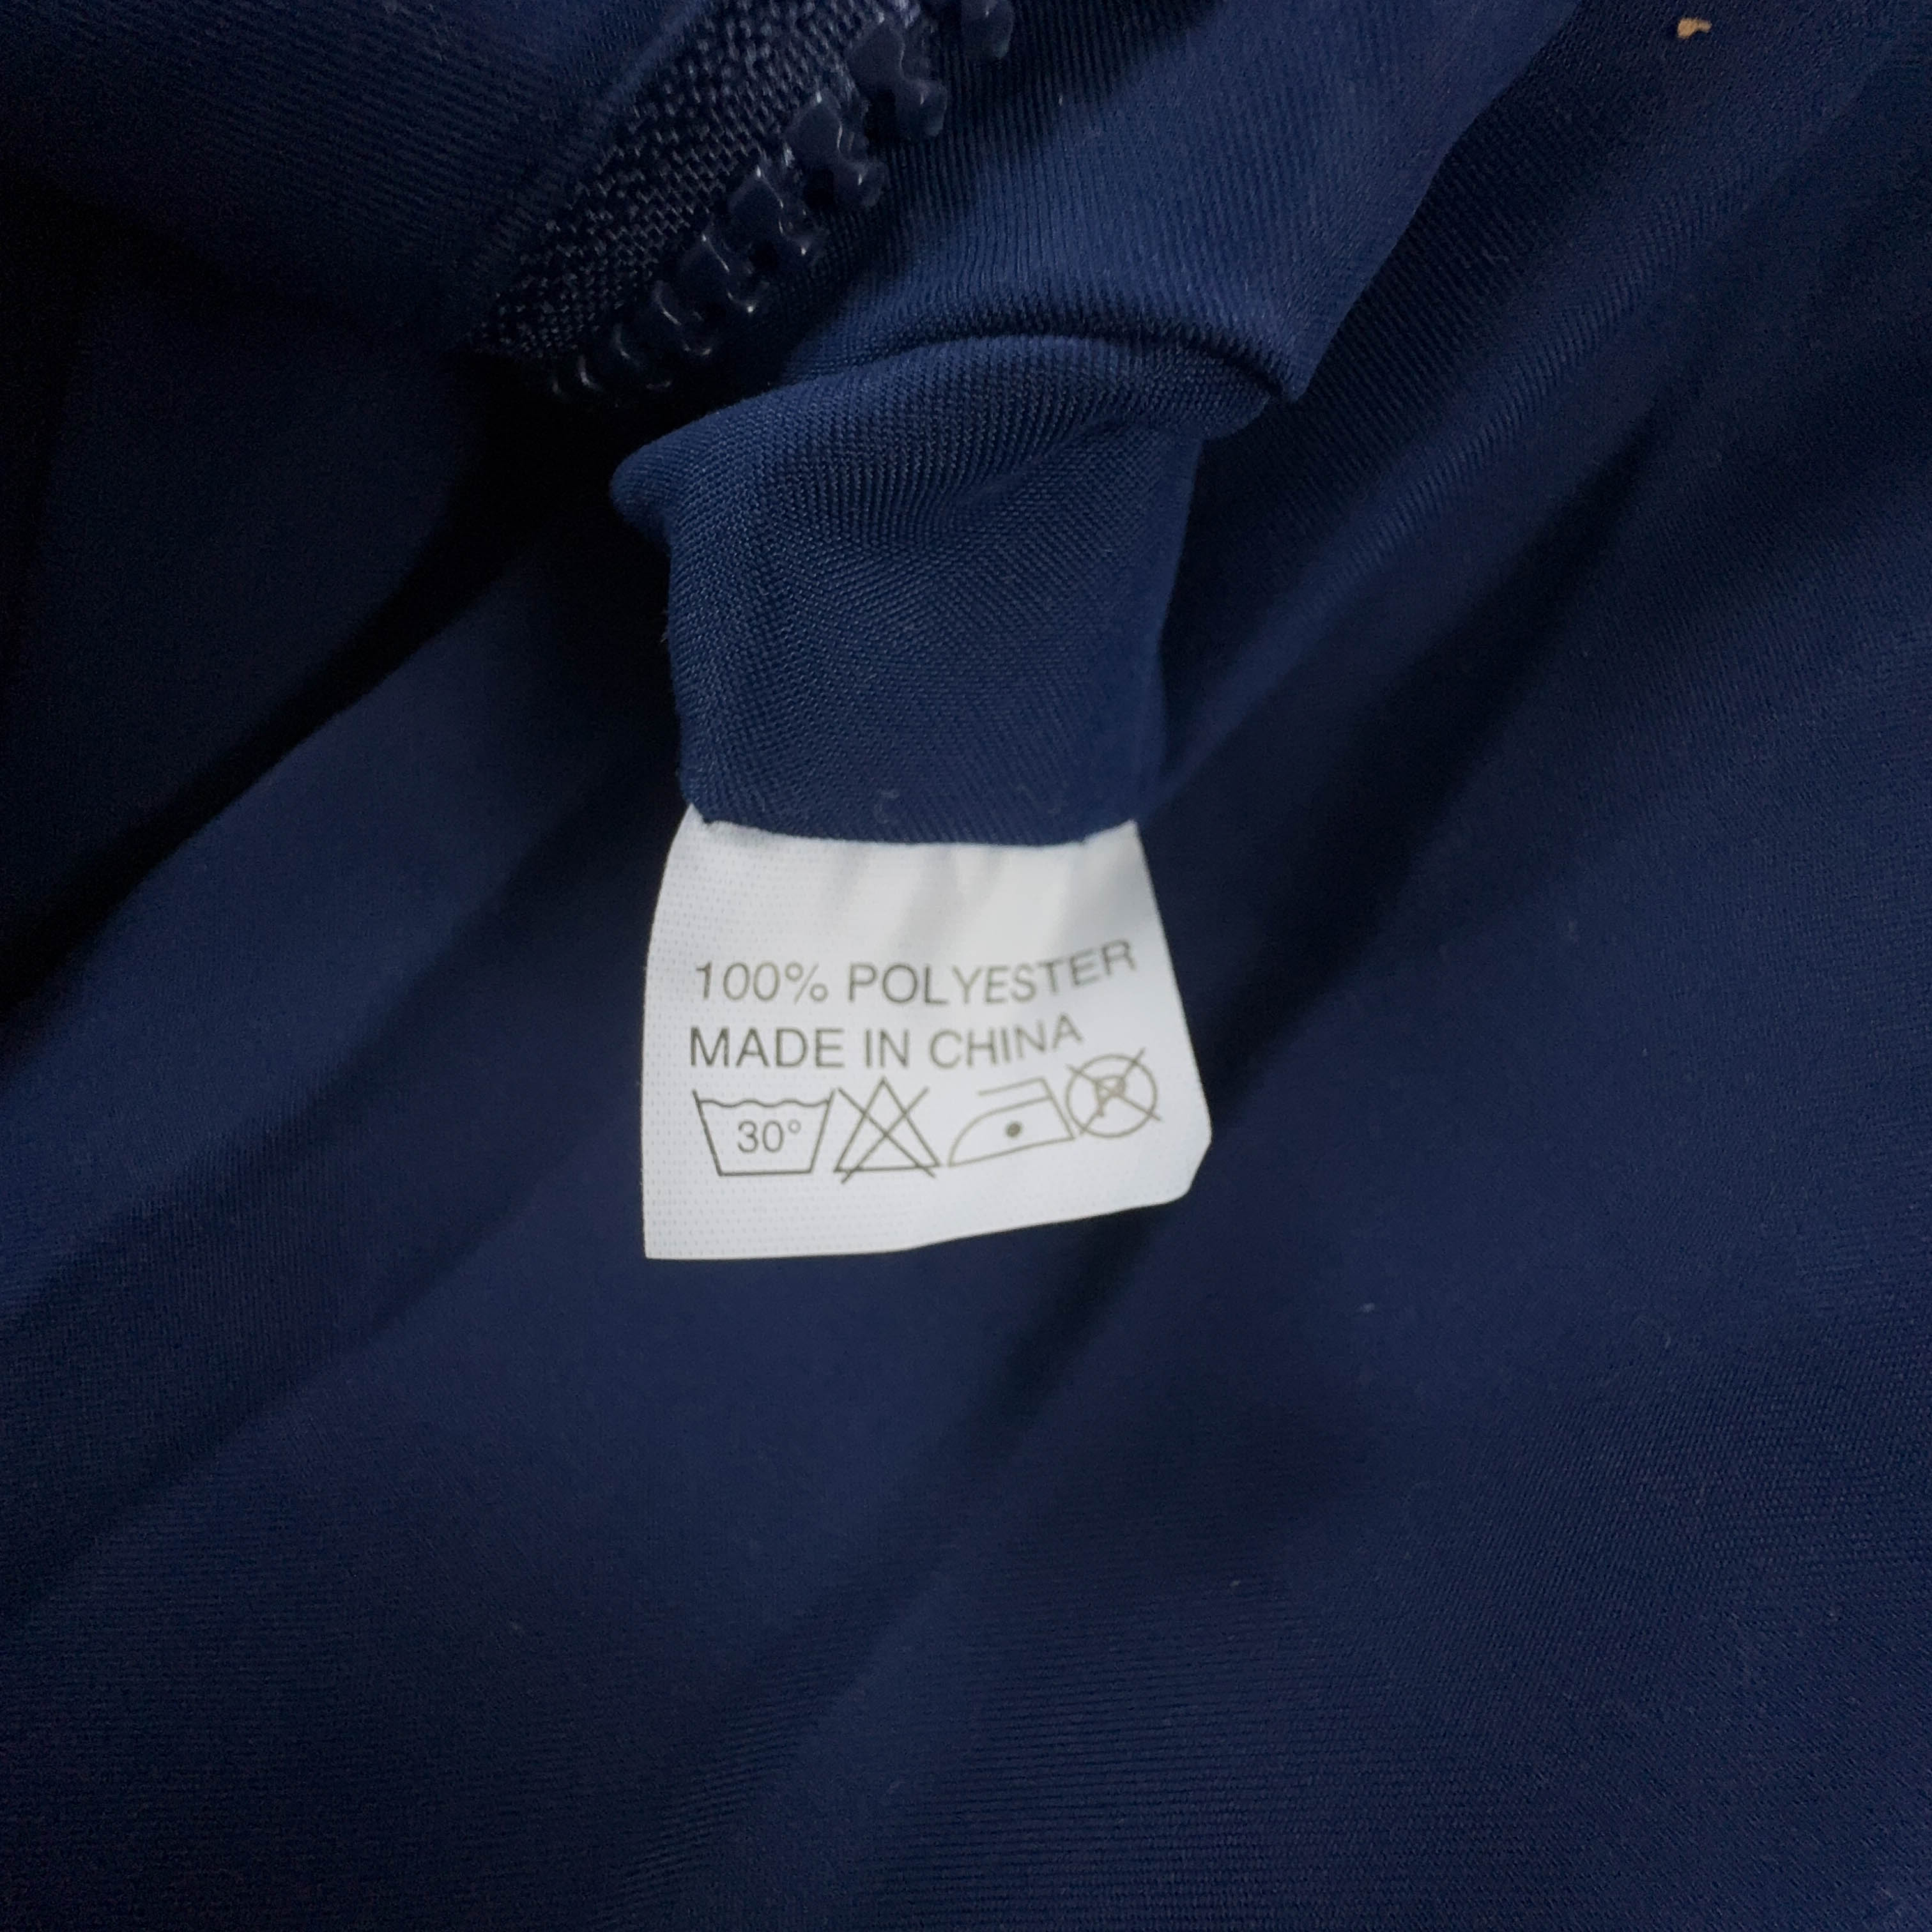 100% POLYESTER
MADE IN CHINA
30° P